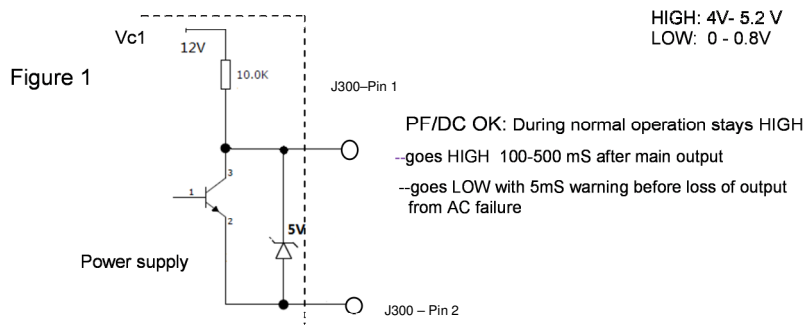 HIGH: 4V- 5.2 V
LOW: 0 - 0.8V
Vc1
12V
Figure 1
10.0K
J300–Pin 1
PF/DC OK: During normal operation stays HIGH
--goes HIGH 100-500 mS after main output
--goes LOW with 5mS warning before loss of output
from AC failure
3
1
2
5V
Power supply
J300 – Pin 2